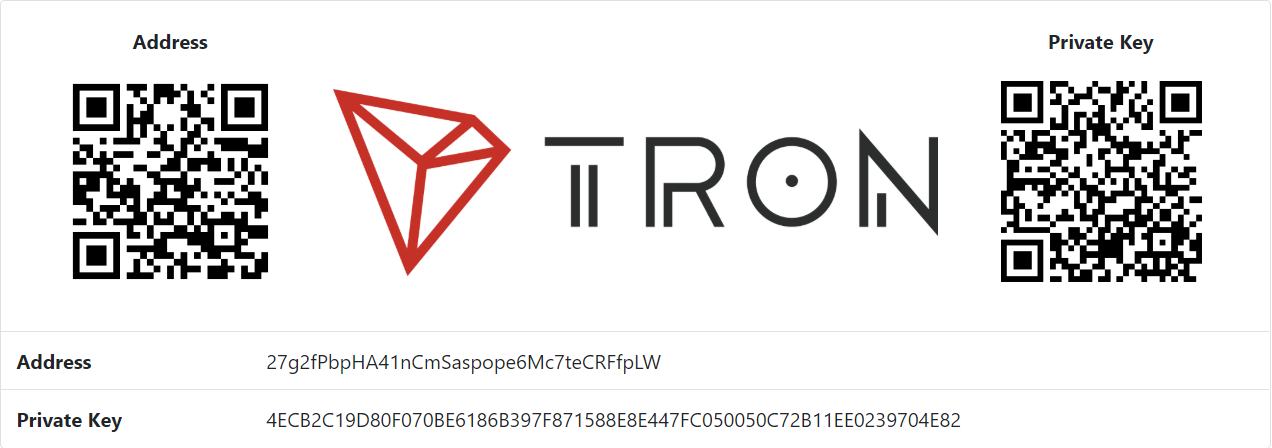 Address
Private Key
TRON
Address 27g2fPbpHA41nCmSaspope6Mc7teCRFfpLW
Private Key 4ECB2C19D80F070BE6186B397F871588E8E447FC050050C72B11EE0239704E82